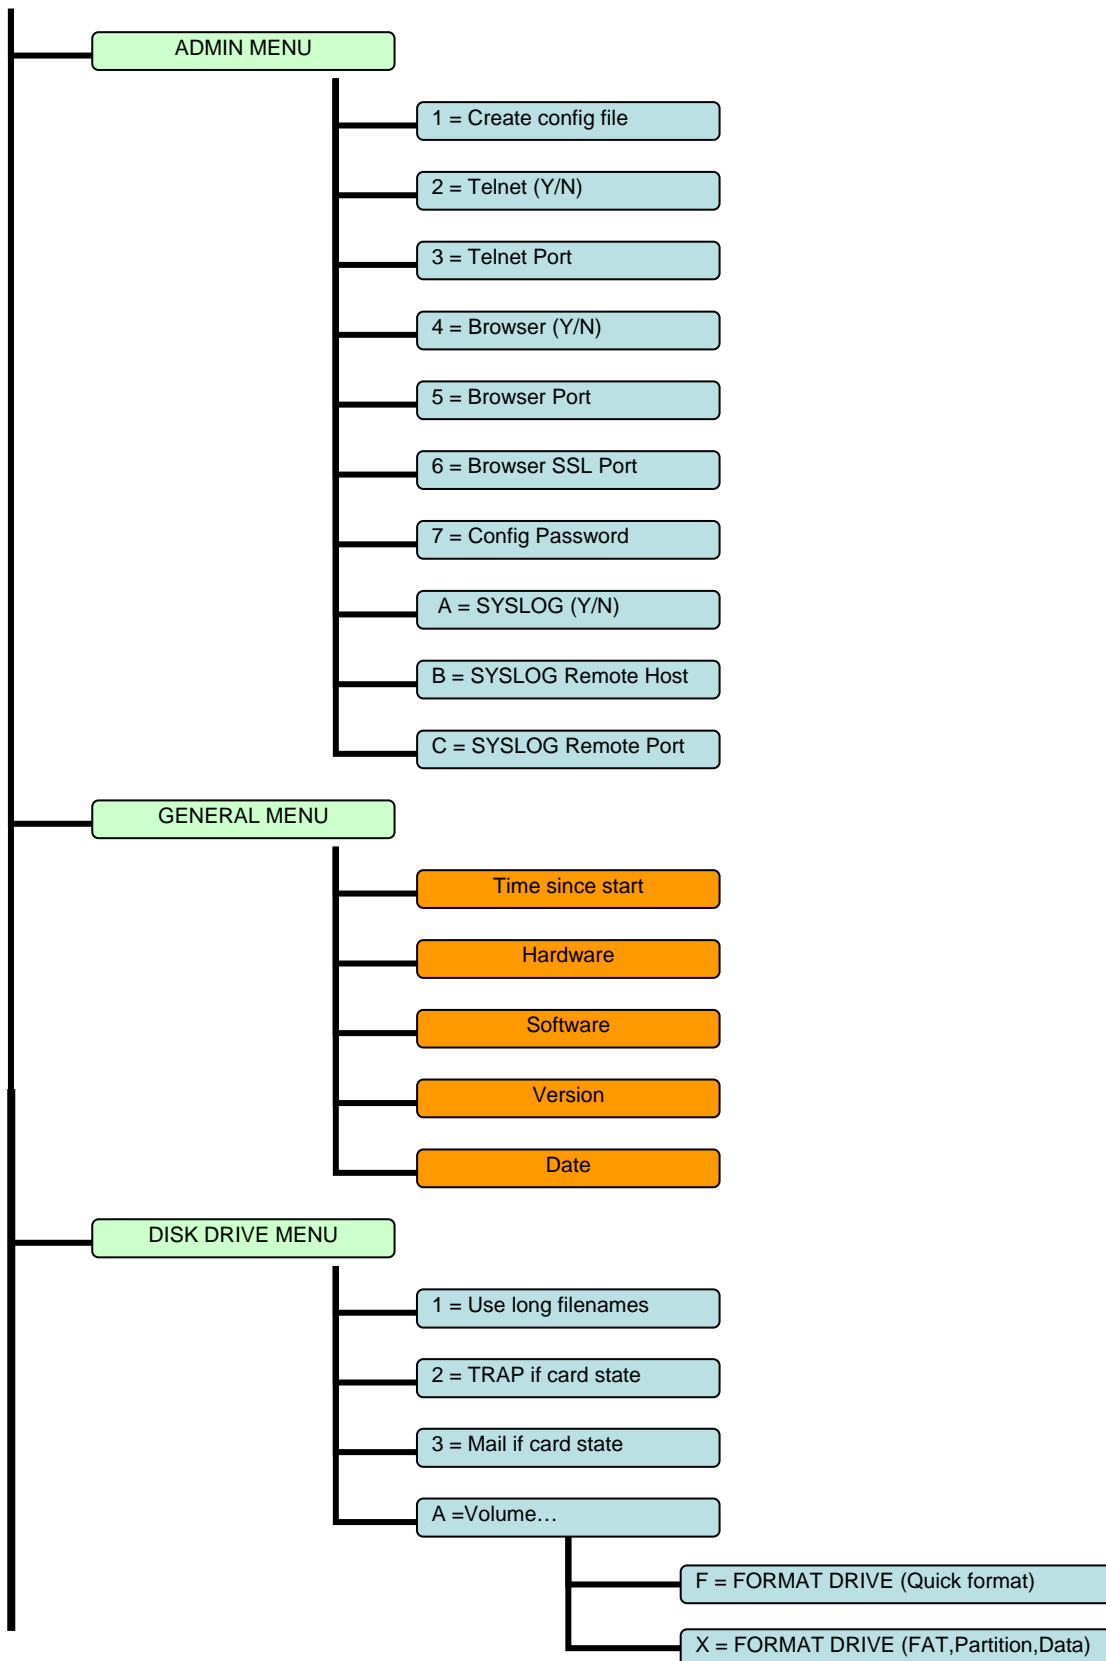 ADMIN MENU
1 = Create config file
2 = Telnet (Y/N)
3 = Telnet Port
4 = Browser (Y/N)
5 = Browser Port
6 = Browser SSL Port
7 = Config Password
A = SYSLOG (Y/N)
B = SYSLOG Remote Host
C = SYSLOG Remote Port
GENERAL MENU
Time since start
Hardware
Software
Version
Date
DISK DRIVE MENU
1 = Use long filenames
2 = TRAP if card state
3 = Mail if card state
A =Volume…
F = FORMAT DRIVE (Quick format)
X = FORMAT DRIVE (FAT,Partition,Data)